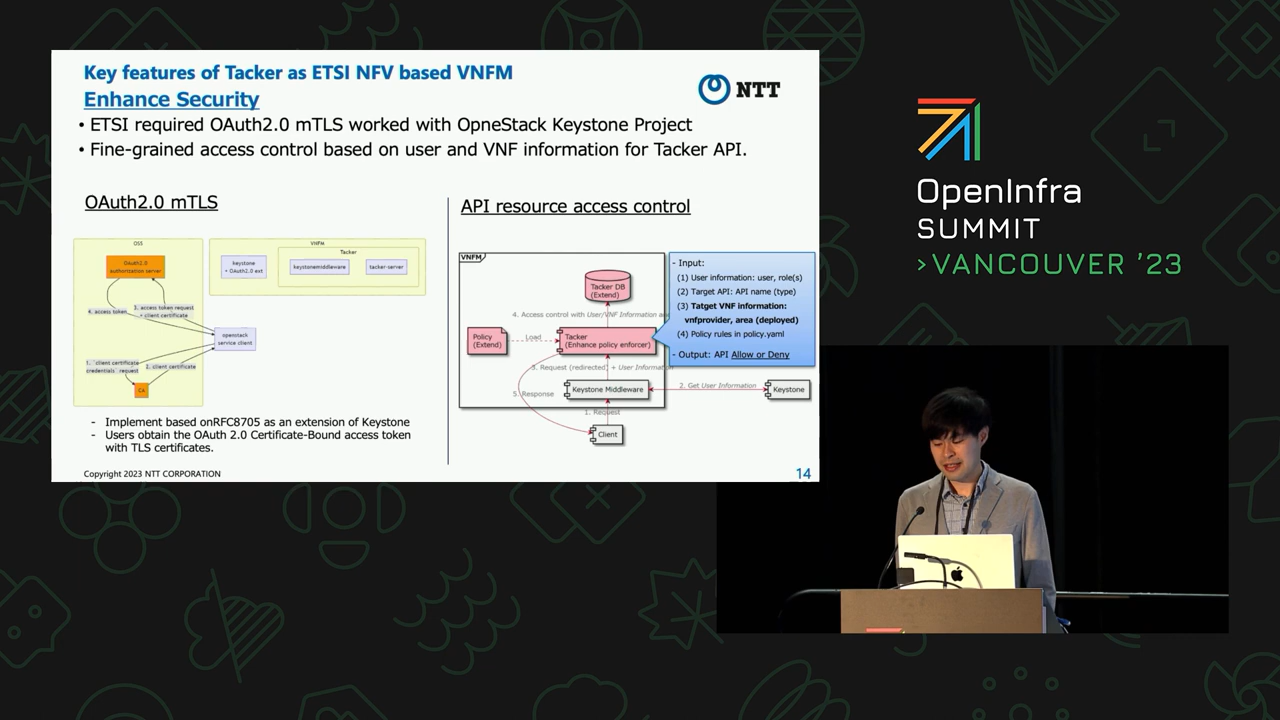 Key features of Tacker as ETSI NFV based VNFM
Enhance Security
NTT
• ETSI required OAuth2.0 mTLS worked with OpneStack Keystone Project
• Fine-grained access control based on user and VNF information for Tacker API.
OAuth2.0 mTLS
OSS
OAuth2.0
authorization server
4. access token
3. access token request
+ client certificate
1. `client certificate
credentials` request
2. client certificate
CA
openstack
service client
VNFM
keystone
+ OAuth2.0 ext
Tacker
keystonemiddleware
tacker-server
- Implement based onRFC8705 as an extension of Keystone
- Users obtain the OAuth 2.0 Certificate-Bound access token
with TLS certificates.
API resource access control
VNFM
Tacker DB
(Extend)
4. Access control with User/VNF Information
Policy
(Extend)
Load
Tacker
(Enhance policy enforcer)
3. Request (redirected) + User Information
5. Response
Keystone Middleware
2. Get User Information
Keystone
1. Request
Client
- Input:
(1) User information: user, role(s)
(2) Target API: API name (type)
(3) Tatget VNF information:
vnfprovider, area (deployed)
(4) Policy rules in policy.yaml
- Output: API Allow or Deny
Copyright 2023 NTT CORPORATION
14
OpenInfra
SUMMIT
>VANCOUVER '23